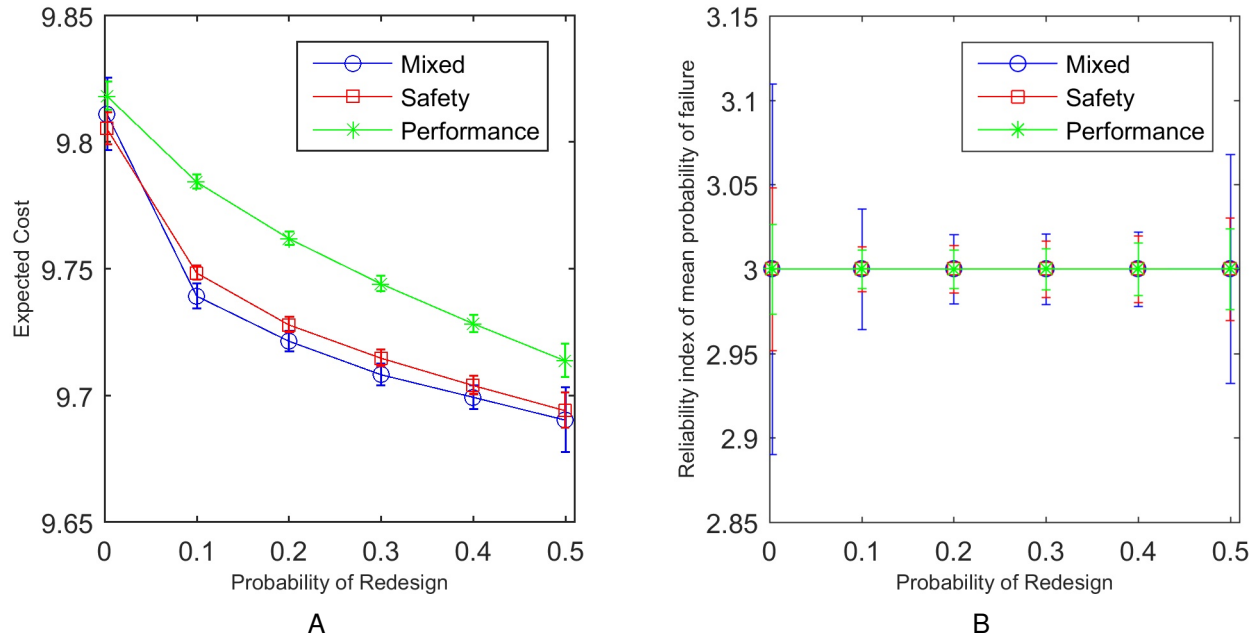 9.85
9.8
9.75
9.7
9.65
Expected Cost
0 0.1 0.2 0.3 0.4 0.5
Probability of Redesign
Mixed
Safety
Performance
A
3.15
3.1
3.05
3
2.95
2.9
2.85
Reliability index of mean probability of failure
0 0.1 0.2 0.3 0.4 0.5
Probability of Redesign
Mixed
Safety
Performance
B